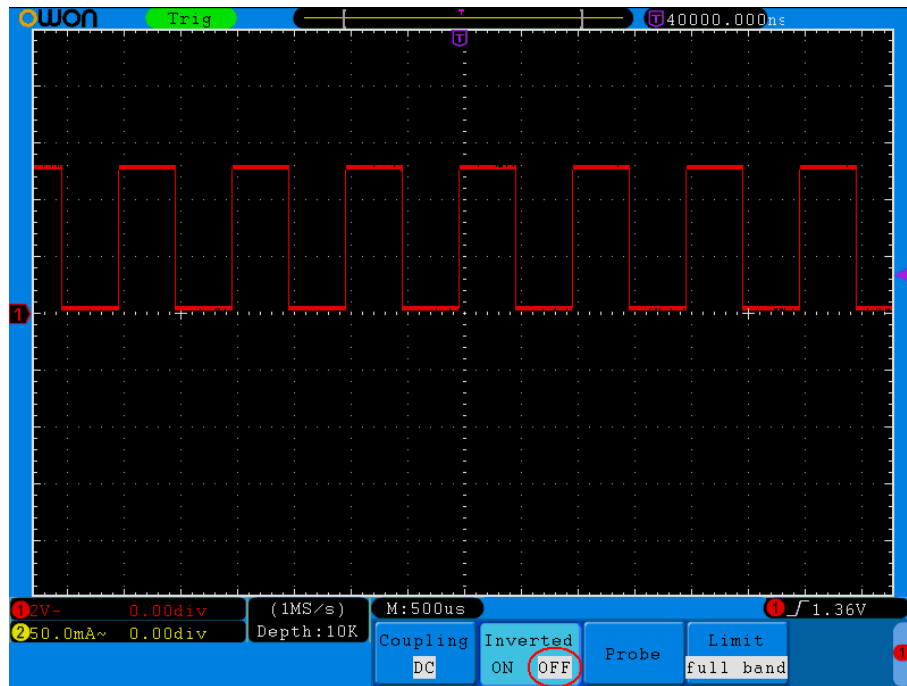 owon Trig T 40000.000ns
T
1
1 2V- 0.00div (1MS/s) M:500us 1 1.36V
2 50.0mA~ 0.00div Depth:10K
Coupling Inverted Probe Limit
DC ON OFF full band
1